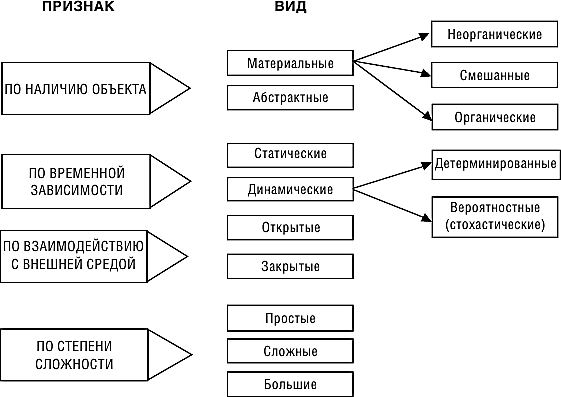 ПРИЗНАК
ВИД
ПО НАЛИЧИЮ ОБЪЕКТА
Материальные
Абстрактные
Неорганические
Смешанные
Органические
ПО ВРЕМЕННОЙ
ЗАВИСИМОСТИ
Статические
Динамические
Детерминированные
Вероятностные
(стохастические)
ПО ВЗАИМОДЕЙСТВИЮ
С ВНЕШНЕЙ СРЕДОЙ
Открытые
Закрытые
ПО СТЕПЕНИ
СЛОЖНОСТИ
Простые
Сложные
Большие